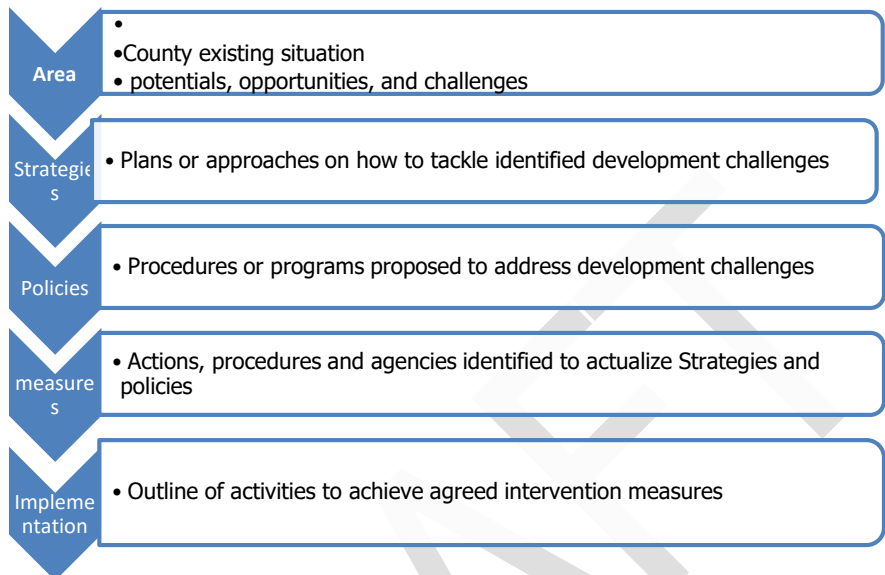 Area
•
•County existing situation
• potentials, opportunities, and challenges
Strategie
s
• Plans or approaches on how to tackle identified development challenges
Policies
• Procedures or programs proposed to address development challenges
measure
s
• Actions, procedures and agencies identified to actualize Strategies and
policies
Impleme
ntation
• Outline of activities to achieve agreed intervention measures